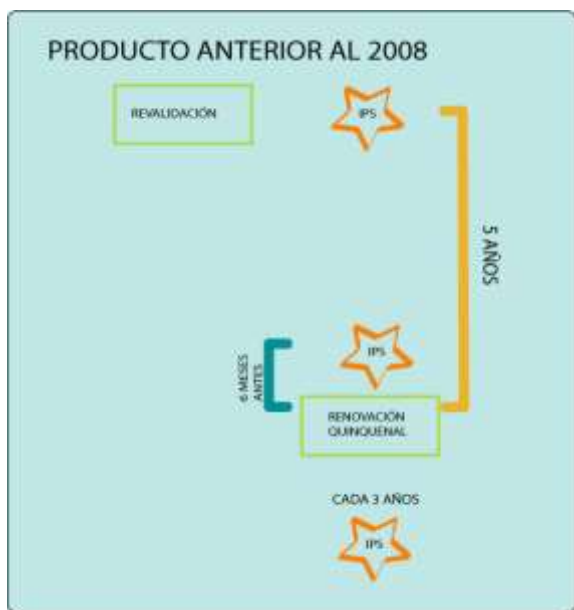 PRODUCTO ANTERIOR AL 2008
REVALIDACIÓN
IPS
5 AÑOS
6 MESES
ANTES
IPS
RENOVACIÓN
QUINQUENAL
CADA 3 AÑOS
IPS